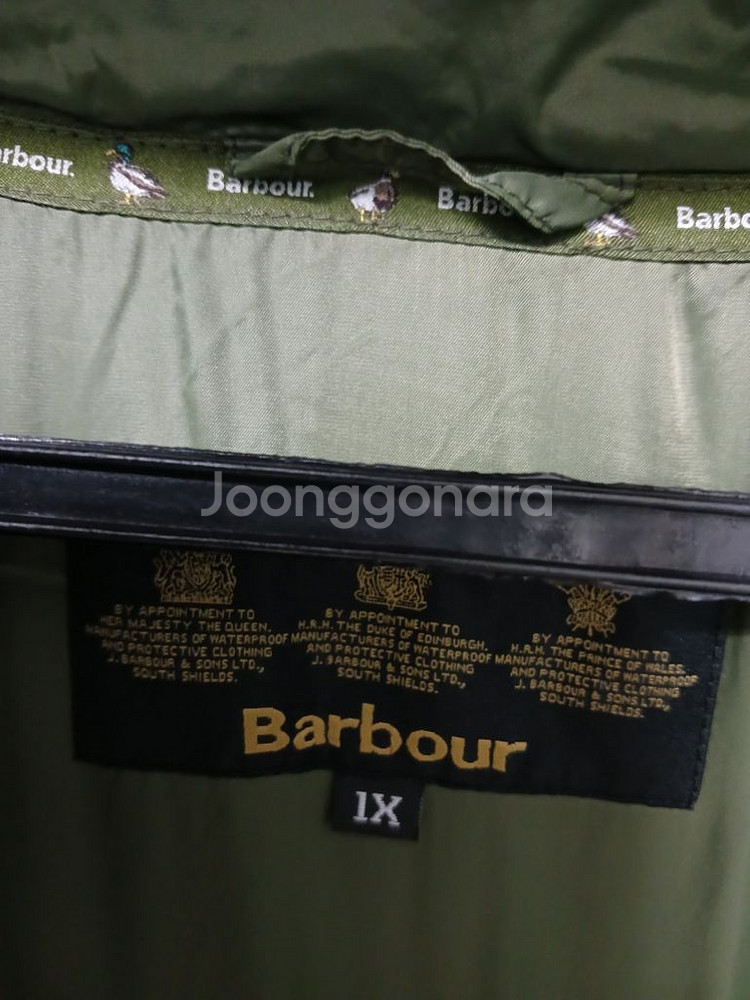 rbour. Barbour. Barbo Barbo
Joonggonara
BY APPOINTMENT TO
HER MAJESTY THE QUEEN.
MANUFACTURERS OF WATERPROOF
AND PROTECTIVE CLOTHING
J. BARBOUR & SONS LTD.,
SOUTH SHIELDS.
BY APPOINTMENT TO
H.R.H. THE DUKE OF EDINBURGH.
MANUFACTURERS OF WATERPROOF
AND PROTECTIVE CLOTHING
J. BARBOUR & SONS LTD.,
SOUTH SHIELDS.
BY APPOINTMENT TO
H.R.H. THE PRINCE OF WALES.
MANUFACTURERS OF WATERPROOF
AND PROTECTIVE CLOTHING
J. BARBOUR & SONS LTD.,
SOUTH SHIELDS.
Barbour
1X